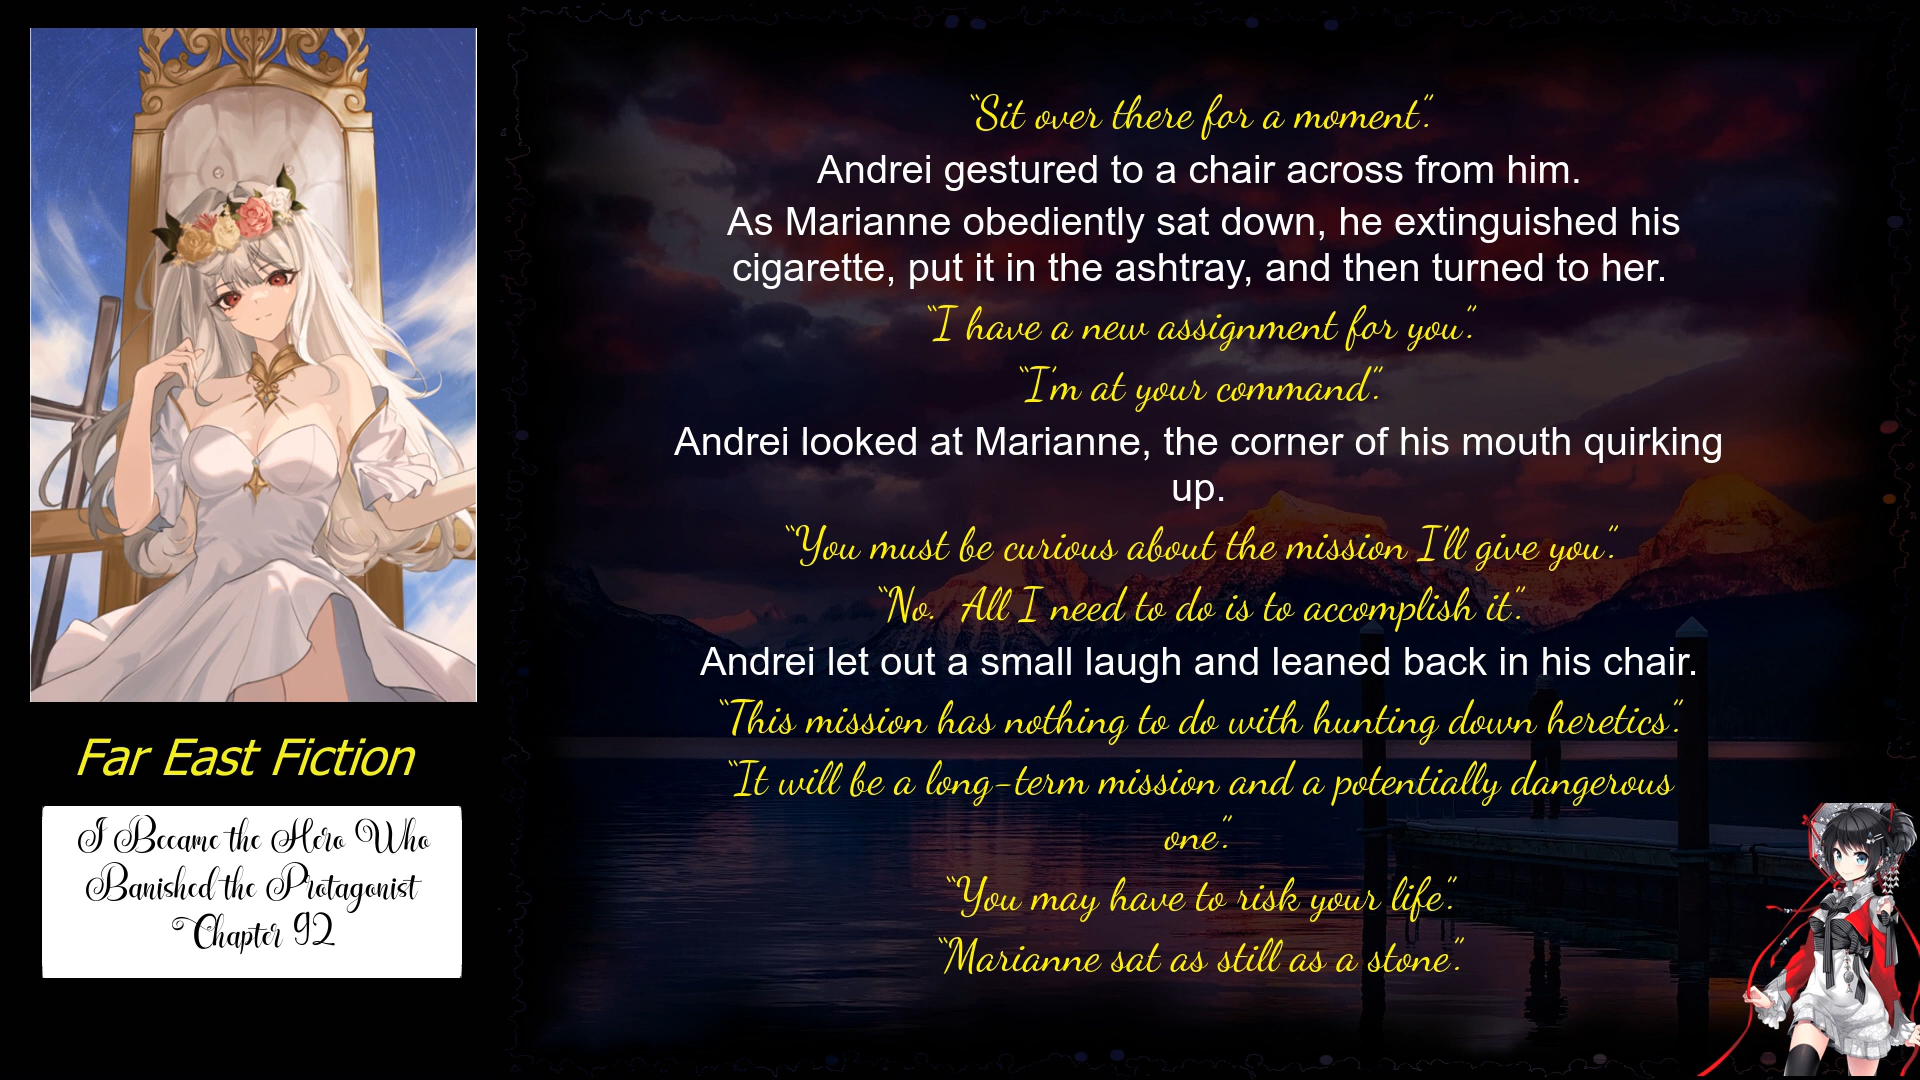 “Sit over there for a moment”.
Andrei gestured to a chair across from him.
As Marianne obediently sat down, he extinguished his
cigarette, put it in the ashtray, and then turned to her.
“I have a new assignment for you”.
“I’m at your command”.
Andrei looked at Marianne, the corner of his mouth quirking
up.
“You must be curious about the mission I’ll give you”.
“No. All I need to do is to accomplish it”.
Andrei let out a small laugh and leaned back in his chair.
“This mission has nothing to do with hunting down heretics”.
“It will be a long-term mission and a potentially dangerous
one”.
“You may have to risk your life”.
“Marianne sat as still as a stone”.
Far East Fiction
I Became the Hero Who
Banished the Protagonist
Chapter 92